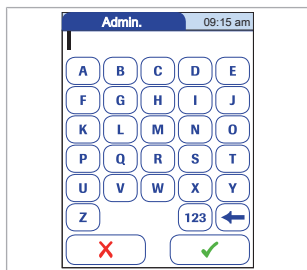 Admin. 09:15 am
A B C D E
F G H I J
K L M N O
P Q R S T
U V W X Y
Z 123